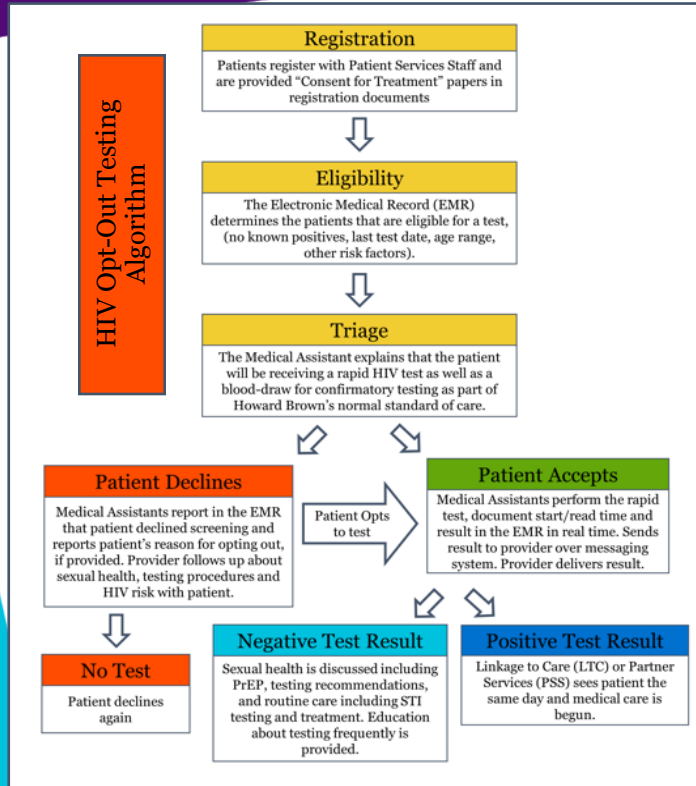 HIV Opt-Out Testing
Algorithm
Registration
Patients register with Patient Services Staff and
are provided “Consent for Treatment” papers in
registration documents
Eligibility
The Electronic Medical Record (EMR)
determines the patients that are eligible for a test,
(no known positives, last test date, age range,
other risk factors).
Triage
The Medical Assistant explains that the patient
will be receiving a rapid HIV test as well as a
blood-draw for confirmatory testing as part of
Howard Brown’s normal standard of care.
Patient Declines
Medical Assistants report in the EMR
that patient declined screening and
reports patient’s reason for opting out,
if provided. Provider follows up about
sexual health, testing procedures and
HIV risk with patient.
Patient Opts
to test
Patient Accepts
Medical Assistants perform the rapid
test, document start/read time and
result in the EMR in real time. Sends
result to provider over messaging
system. Provider delivers result.
No Test
Patient declines
again
Negative Test Result
Sexual health is discussed including
PrEP, testing recommendations,
and routine care including STI
testing and treatment. Education
about testing frequently is
provided.
Positive Test Result
Linkage to Care (LTC) or Partner
Services (PSS) sees patient the
same day and medical care is
begun.